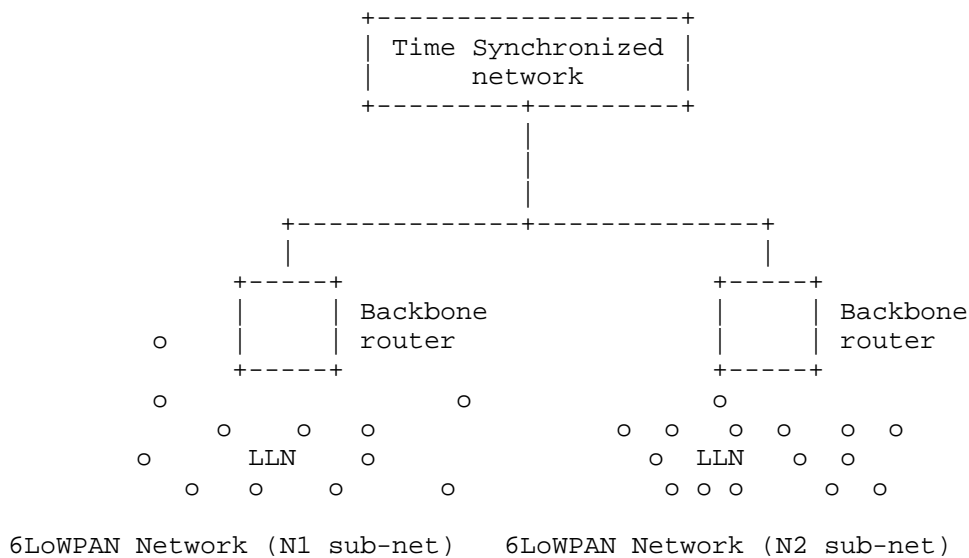 Time Synchronized
network
Backbone
router
Backbone
router
o
o o o
o o o o o o o o o
o LLN o o LLN o o
o o o o o o o o o
6LoWPAN Network (N1 sub-net) 6LoWPAN Network (N2 sub-net)